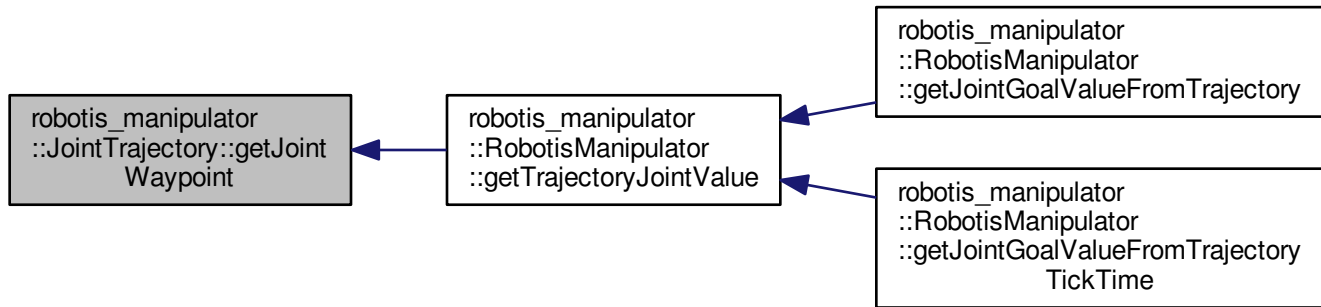 robotis_manipulator
::JointTrajectory::getJoint
Waypoint
robotis_manipulator
::RobotisManipulator
::getTrajectoryJointValue
robotis_manipulator
::RobotisManipulator
::getJointGoalValueFromTrajectory
robotis_manipulator
::RobotisManipulator
::getJointGoalValueFromTrajectory
TickTime